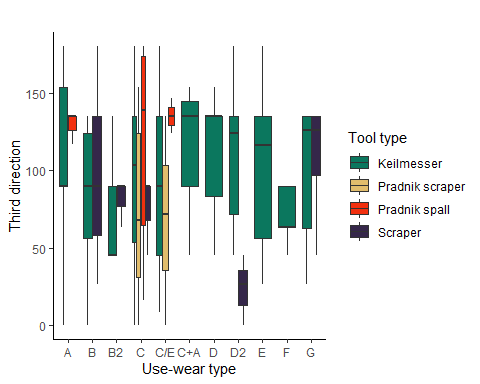 Third direction
150
100
50
0
A B B2 C C/E C+A D D2 E F G
Use-wear type
Tool type
Keilmesser
Pradnik scraper
Pradnik spall
Scraper